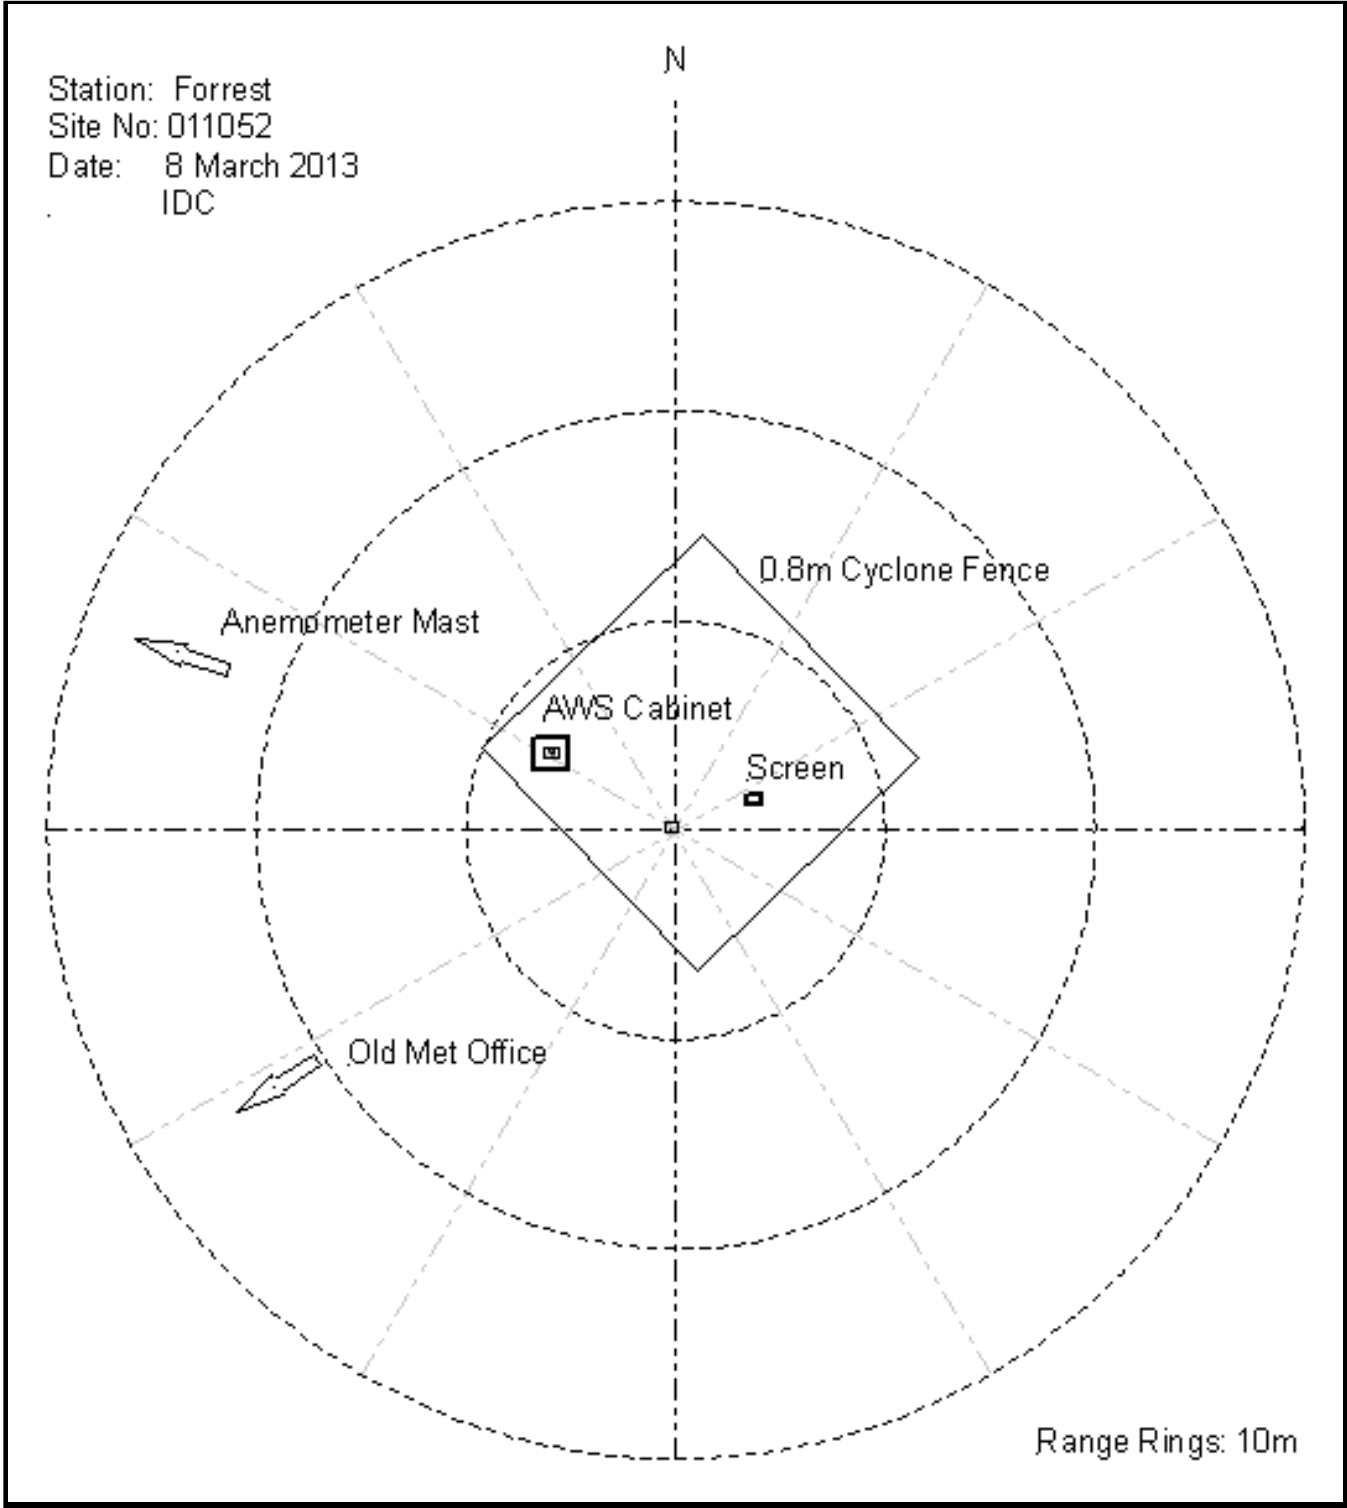 N
Station: Forrest
Site No: 011052
Date: 8 March 2013
. IDC
0.8m Cyclone Fence
Anemometer Mast
AWS Cabinet
Screen
Old Met Office
Range Rings: 10m